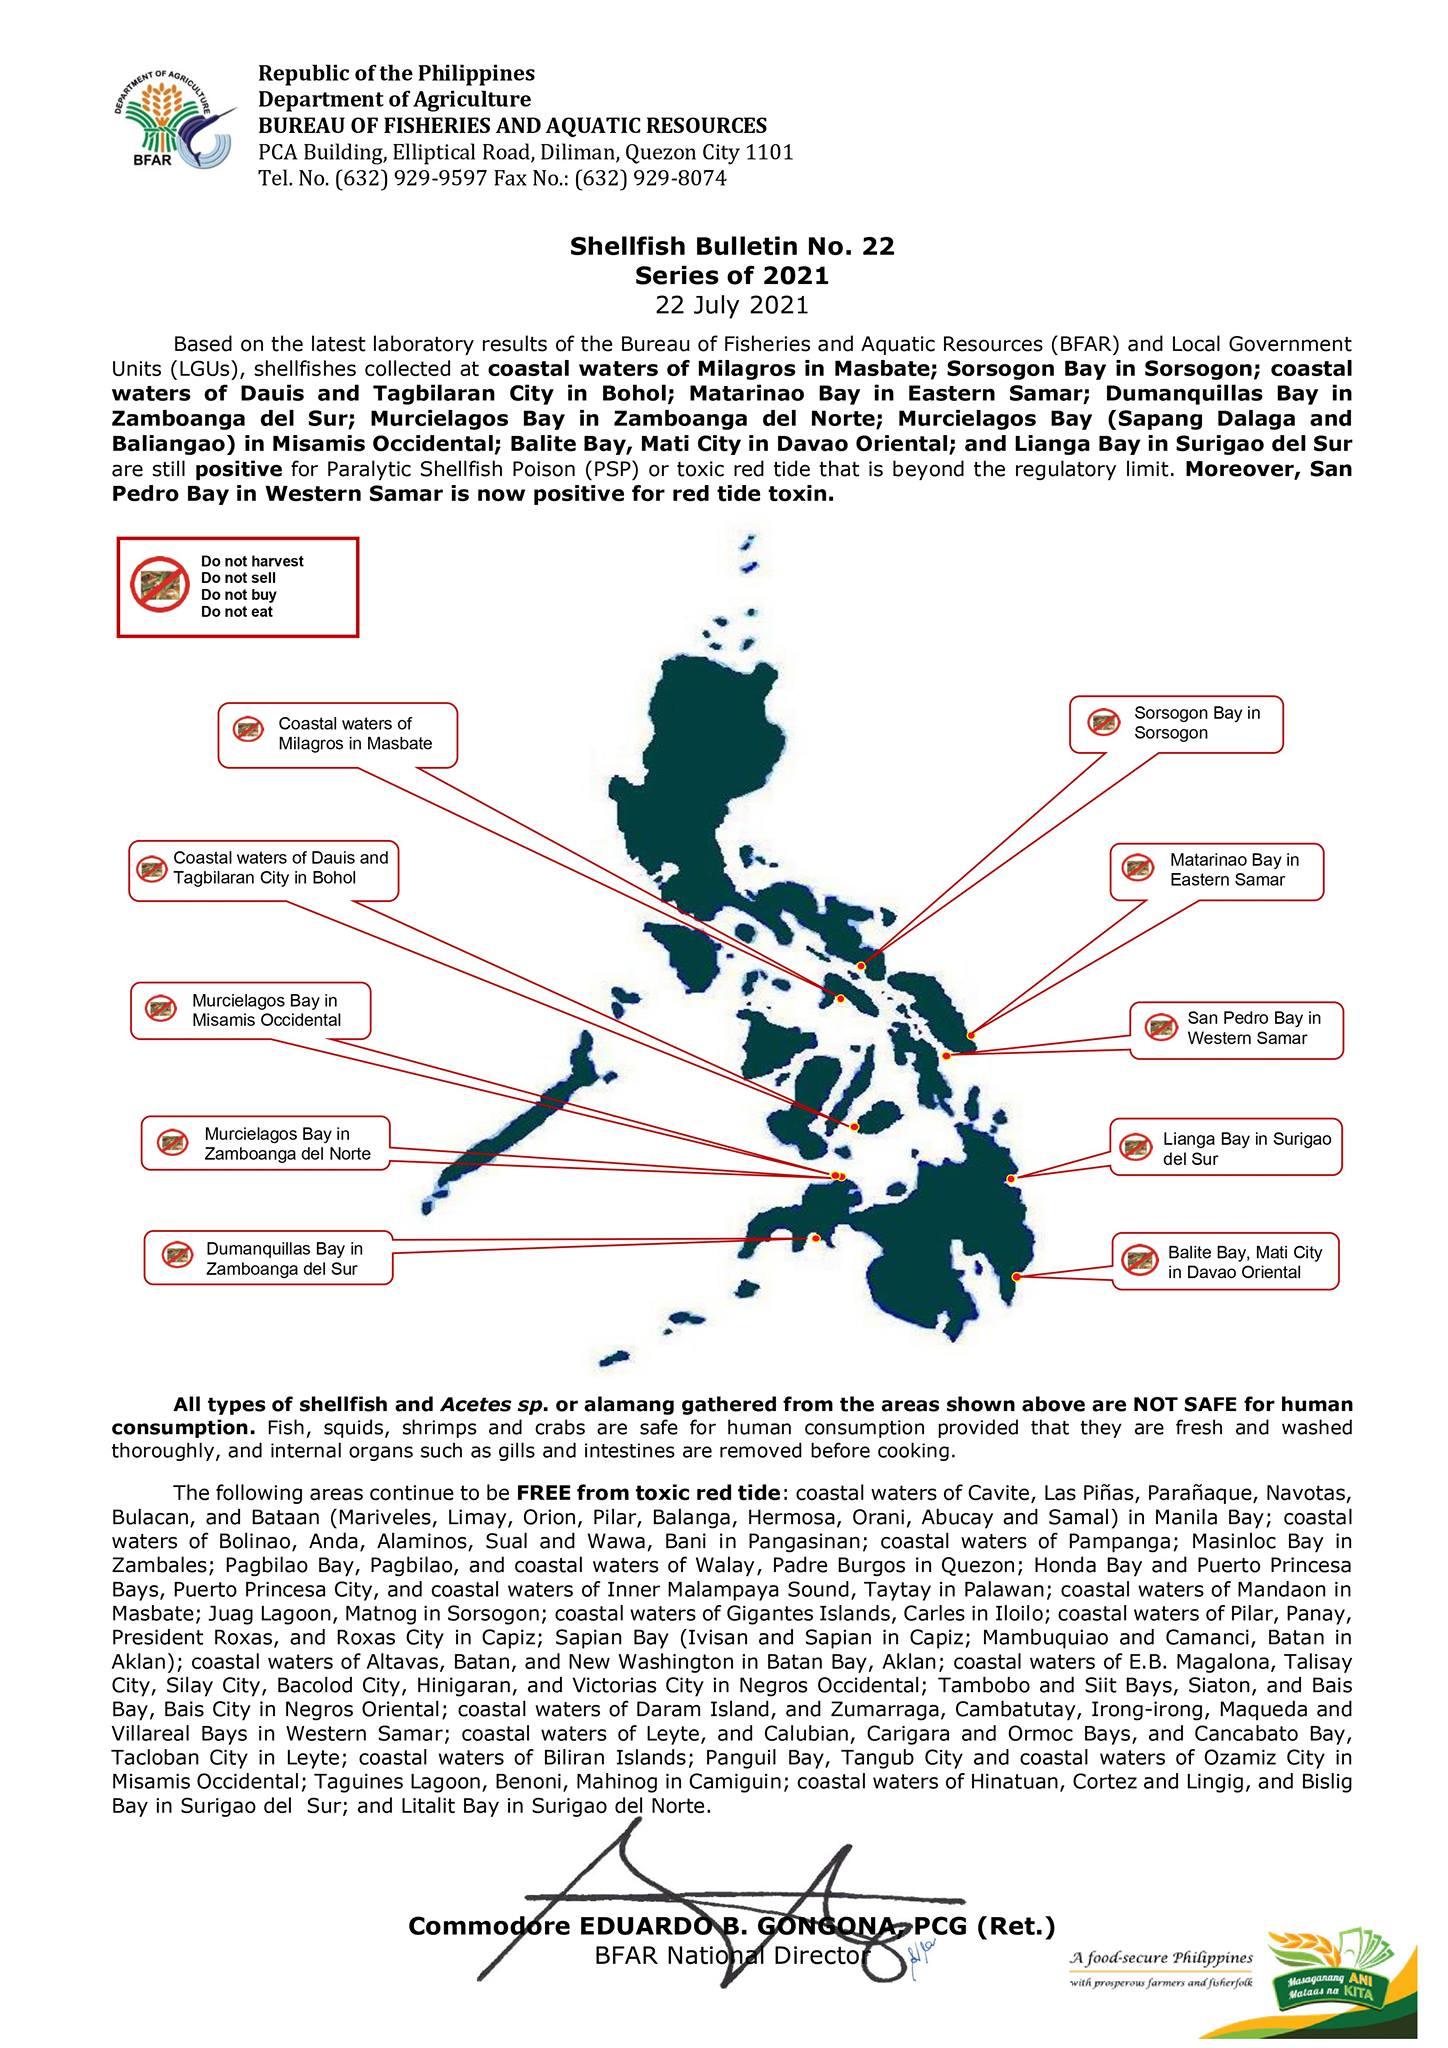 DEPARTMENT OF AGRICULTURE
BFAR
Republic of the Philippines
Department of Agriculture
BUREAU OF FISHERIES AND AQUATIC RESOURCES
PCA Building, Elliptical Road, Diliman, Quezon City 1101
Tel. No. (632) 929-9597 Fax No.: (632) 929-8074
Shellfish Bulletin No. 22
Series of 2021
22 July 2021
Based on the latest laboratory results of the Bureau of Fisheries and Aquatic Resources (BFAR) and Local Government
Units (LGUs), shellfishes collected at coastal waters of Milagros in Masbate; Sorsogon Bay in Sorsogon; coastal
waters of Dauis and Tagbilaran City in Bohol; Matarinao Bay in Eastern Samar; Dumanquillas Bay in
Zamboanga del Sur; Murcielagos Bay in Zamboanga del Norte; Murcielagos Bay (Sapang Dalaga and
Baliangao) in Misamis Occidental; Balite Bay, Mati City in Davao Oriental; and Lianga Bay in Surigao del Sur
are still positive for Paralytic Shellfish Poison (PSP) or toxic red tide that is beyond the regulatory limit. Moreover, San
Pedro Bay in Western Samar is now positive for red tide toxin.
Do not harvest
Do not sell
Do not buy
Do not eat
Coastal waters of
Milagros in Masbate
Sorsogon Bay in
Sorsogon
Coastal waters of Dauis and
Tagbilaran City in Bohol
Matarinao Bay in
Eastern Samar
Murcielagos Bay in
Misamis Occidental
San Pedro Bay in
Western Samar
Murcielagos Bay in
Zamboanga del Norte
Lianga Bay in Surigao
del Sur
Dumanquillas Bay in
Zamboanga del Sur
Balite Bay, Mati City
in Davao Oriental
All types of shellfish and Acetes sp. or alamang gathered from the areas shown above are NOT SAFE for human
consumption. Fish, squids, shrimps and crabs are safe for human consumption provided that they are fresh and washed
thoroughly, and internal organs such as gills and intestines are removed before cooking.
The following areas continue to be FREE from toxic red tide: coastal waters of Cavite, Las Piñas, Parañaque, Navotas,
Bulacan, and Bataan (Mariveles, Limay, Orion, Pilar, Balanga, Hermosa, Orani, Abucay and Samal) in Manila Bay; coastal
waters of Bolinao, Anda, Alaminos, Sual and Wawa, Bani in Pangasinan; coastal waters of Pampanga; Masinloc Bay in
Zambales; Pagbilao Bay, Pagbilao, and coastal waters of Walay, Padre Burgos in Quezon; Honda Bay and Puerto Princesa
Bays, Puerto Princesa City, and coastal waters of Inner Malampaya Sound, Taytay in Palawan; coastal waters of Mandaon in
Masbate; Juag Lagoon, Matnog in Sorsogon; coastal waters of Gigantes Islands, Carles in Iloilo; coastal waters of Pilar, Panay,
President Roxas, and Roxas City in Capiz; Sapian Bay (Ivisan and Sapian in Capiz; Mambuquiao and Camanci, Batan in
Aklan); coastal waters of Altavas, Batan, and New Washington in Batan Bay, Aklan; coastal waters of E.B. Magalona, Talisay
City, Silay City, Bacolod City, Hinigaran, and Victorias City in Negros Occidental; Tambobo and Siit Bays, Siaton, and Bais
Bay, Bais City in Negros Oriental; coastal waters of Daram Island, and Zumarraga, Cambatutay, Irong-irong, Maqueda and
Villareal Bays in Western Samar; coastal waters of Leyte, and Calubian, Carigara and Ormoc Bays, and Cancabato Bay,
Tacloban City in Leyte; coastal waters of Biliran Islands; Panguil Bay, Tangub City and coastal waters of Ozamiz City in
Misamis Occidental; Taguines Lagoon, Benoni, Mahinog in Camiguin; coastal waters of Hinatuan, Cortez and Lingig, and Bislig
Bay in Surigao del Sur; and Litalit Bay in Surigao del Norte.
Commodore EDUARDO B. GONGONA, PCG (Ret.)
BFAR National Director
A food-secure Philippines
with prosperous farmers and fisherfolk
Masaganang ANI
Mataas na KITA